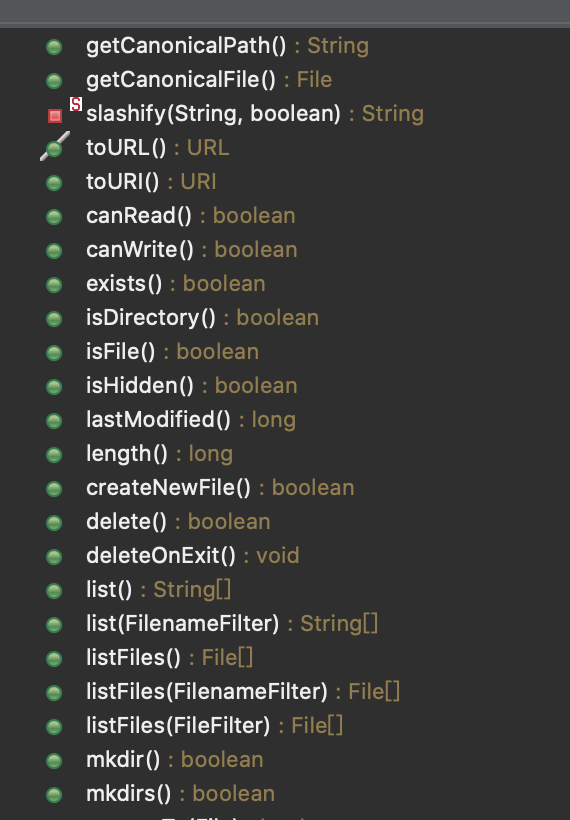 getCanonicalPath() : String
getCanonicalFile() : File
S slashify(String, boolean) : String
toURL() : URL
toURI() : URI
canRead() : boolean
canWrite() : boolean
exists() : boolean
isDirectory() : boolean
isFile() : boolean
isHidden() : boolean
lastModified() : long
length() : long
createNewFile() : boolean
delete() : boolean
deleteOnExit() : void
list() : String[]
list(FilenameFilter) : String[]
listFiles() : File[]
listFiles(FilenameFilter) : File[]
listFiles(FileFilter) : File[]
mkdir() : boolean
mkdirs() : boolean